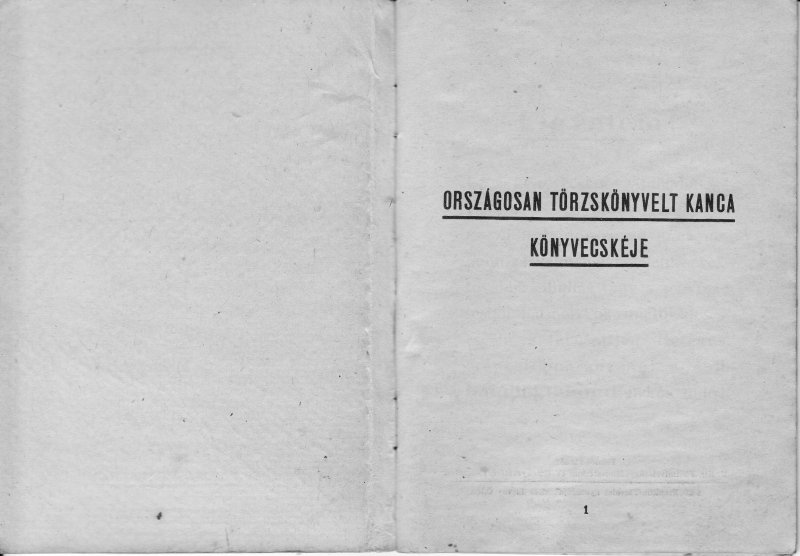 ORSZÁGOSAN TÖRZSKÖNYVELT KANCA
KÖNYVECSKÉJE
1